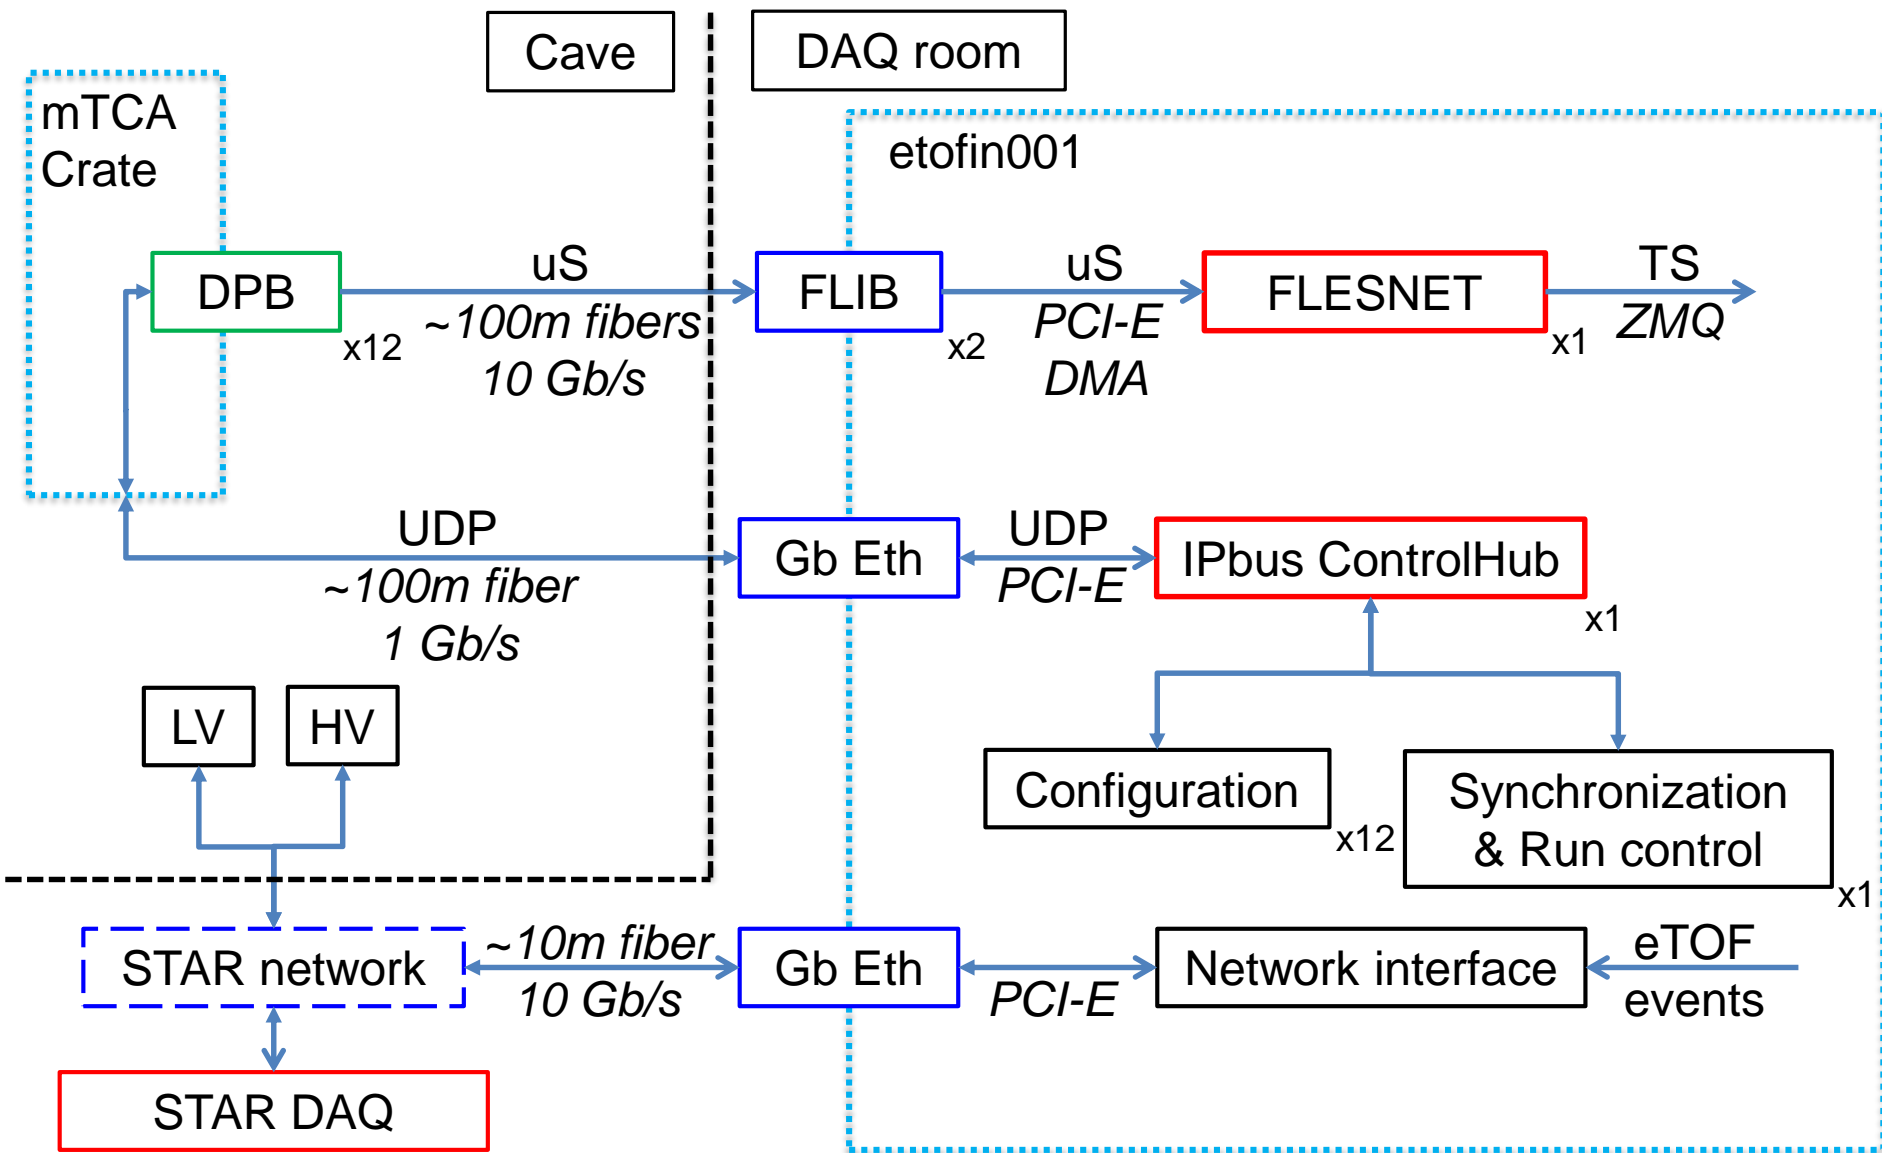 Cave
DAQ room
mTCA
Crate
etofin001
DPB
x12
uS
~100m fibers
10 Gb/s
FLIB
x2
uS
PCI-E
DMA
FLESNET
x1
TS
ZMQ
UDP
~100m fiber
1 Gb/s
Gb Eth
UDP
PCI-E
IPbus ControlHub
x1
LV
HV
Configuration
x12
Synchronization
& Run control
x1
STAR network
~10m fiber
10 Gb/s
Gb Eth
PCI-E
Network interface
eTOF
events
STAR DAQ